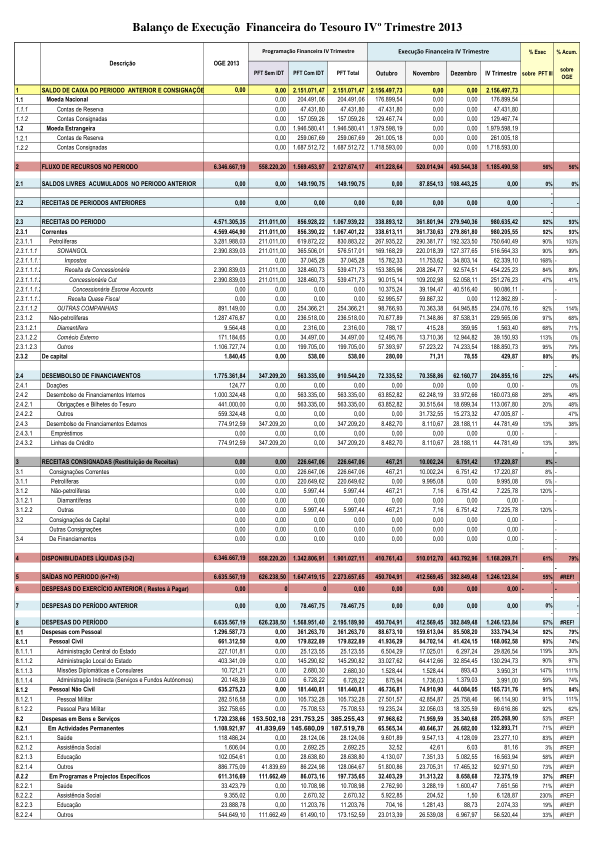 Balanço de Execução Financeira do Tesouro IVº Trimestre 2013
Descrição OGE 2013 Programação Financeira IV Trimestre Execução Financeira IV Trimestre % Exec % Acum.
PFT Sem IDT PFT Com IDT PFT Total Outubro Novembro Dezembro IV Trimestre sobre PFT III sobre OGE
1 SALDO DE CAIXA DO PERIODO ANTERIOR E CONSIGNAÇÕE 0,00 0,00 2.151.071,47 2.151.071,47 2.156.497,73 0,00 0,00 2.156.497,73
1.1 Moeda Nacional 0,00 204.491,06 204.491,06 176.899,54 0,00 0,00 176.899,54
1.1.1 Contas de Reserva 0,00 47.431,80 47.431,80 47.431,80 0,00 0,00 47.431,80
1.1.2 Contas Consignadas 0,00 157.059,26 157.059,26 129.467,74 0,00 0,00 129.467,74
1.2 Moeda Estrangeira 0,00 1.946.580,41 1.946.580,41 1.979.598,19 0,00 0,00 1.979.598,19
1.2.1 Contas de Reserva 0,00 259.067,69 259.067,69 261.005,18 0,00 0,00 261.005,18
1.2.2 Contas Consignadas 0,00 1.687.512,72 1.687.512,72 1.718.593,00 0,00 0,00 1.718.593,00
2 FLUXO DE RECURSOS NO PERIODO 6.346.667,19 558.220,20 1.569.453,97 2.127.674,17 411.228,64 520.014,94 450.544,38 1.185.490,58 56% 56%
2.1 SALDOS LIVRES ACUMULADOS NO PERIODO ANTERIOR 0,00 0,00 149.190,75 149.190,75 0,00 87.854,13 108.443,25 0,00 0% 0%
2.2 RECEITAS DE PERIODOS ANTERIORES 0,00 0,00 0,00 0,00 0,00 0,00 0,00 0,00 - -
2.3 RECEITAS DO PERIODO 4.571.305,35 211.011,00 856.928,22 1.067.939,22 338.893,12 361.801,94 279.940,36 980.635,42 92% 93%
2.3.1 Correntes 4.569.464,90 211.011,00 856.390,22 1.067.401,22 338.613,11 361.730,63 279.861,80 980.205,55 92% 93%
2.3.1.1 Petrolíferas 3.281.988,03 211.011,00 619.872,22 830.883,22 267.935,22 290.381,77 192.323,50 750.640,49 90% 103%
2.3.1.1.1 SONANGOL 2.390.839,03 211.011,00 365.506,01 576.517,01 169.168,29 220.018,39 127.377,65 516.564,33 90% 99%
2.3.1.1.1. Impostos 0,00 37.045,28 37.045,28 15.782,33 11.753,62 34.803,14 62.339,10 168% -
2.3.1.1.1. Receita da Concessionária 2.390.839,03 211.011,00 328.460,73 539.471,73 153.385,96 208.264,77 92.574,51 454.225,23 84% 89%
2.3.1.1.1.2 Concessionária Cut 2.390.839,03 211.011,00 328.460,73 539.471,73 90.015,14 109.202,98 52.058,11 251.276,23 47% 41%
2.3.1.1.1.2 Concessionária Escrow Accounts 0,00 0,00 0,00 0,00 10.375,24 39.194,47 40.516,40 90.086,11 - -
2.3.1.1.1. Receita Quase Fiscal 0,00 0,00 0,00 0,00 52.995,57 59.867,32 0,00 112.862,89 - -
2.3.1.1.2 OUTRAS COMPANHIAS 891.149,00 0,00 254.366,21 254.366,21 98.766,93 70.363,38 64.945,85 234.076,16 92% 114%
2.3.1.2 Não-petrolíferas 1.287.476,87 0,00 236.518,00 236.518,00 70.677,89 71.348,86 87.538,31 229.565,06 97% 68%
2.3.1.2.1 Diamantífera 9.564,48 0,00 2.316,00 2.316,00 788,17 415,28 359,95 1.563,40 68% 71%
2.3.1.2.2 Comécio Externo 171.184,65 0,00 34.497,00 34.497,00 12.495,76 13.710,36 12.944,82 39.150,93 113% 0%
2.3.1.2.3 Outros 1.106.727,74 0,00 199.705,00 199.705,00 57.393,97 57.223,22 74.233,54 188.850,73 95% 79%
2.3.2 De capital 1.840,45 0,00 538,00 538,00 280,00 71,31 78,55 429,87 80% 0%
2.4 DESEMBOLSO DE FINANCIAMENTOS 1.775.361,84 347.209,20 563.335,00 910.544,20 72.335,52 70.358,86 62.160,77 204.855,16 22% 44%
2.4.1 Doações 124,77 0,00 0,00 0,00 0,00 0,00 0,00 0,00 - 0%
2.4.2 Desembolso de Financiamentos Internos 1.000.324,48 0,00 563.335,00 563.335,00 63.852,82 62.248,19 33.972,66 160.073,68 28% 48%
2.4.2.1 Obrigações e Bilhetes do Tesouro 441.000,00 0,00 563.335,00 563.335,00 63.852,82 30.515,64 18.699,34 113.067,80 20% 48%
2.4.2.2 Outros 559.324,48 0,00 0,00 0,00 0,00 31.732,55 15.273,32 47.005,87 - 47%
2.4.3 Desembolso de Financiamentos Externos 774.912,59 347.209,20 0,00 347.209,20 8.482,70 8.110,67 28.188,11 44.781,49 13% 38%
2.4.3.1 Empréstimos 0,00 0,00 0,00 0,00 0,00 0,00 0,00 0,00 - -
2.4.3.2 Linhas de Crédito 774.912,59 347.209,20 0,00 347.209,20 8.482,70 8.110,67 28.188,11 44.781,49 13% 38%
3 RECEITAS CONSIGNADAS (Restituição de Receitas) 0,00 0,00 226.647,06 226.647,06 467,21 10.002,24 6.751,42 17.220,87 8% -
3.1 Consignações Correntes 0,00 0,00 226.647,06 226.647,06 467,21 10.002,24 6.751,42 17.220,87 8% -
3.1.1 Petrolíferas 0,00 0,00 220.649,62 220.649,62 0,00 9.995,08 0,00 9.995,08 5% -
3.1.2 Não-petrolíferas 0,00 0,00 5.997,44 5.997,44 467,21 7,16 6.751,42 7.225,78 120% -
3.1.2.1 Diamantíferas 0,00 0,00 0,00 0,00 0,00 0,00 0,00 0,00 - -
3.1.2.2 Outras 0,00 0,00 5.997,44 5.997,44 467,21 7,16 6.751,42 7.225,78 120% -
3.2 Consignações de Capital 0,00 0,00 0,00 0,00 0,00 0,00 0,00 0,00 - -
Outras Consignações 0,00 0,00 0,00 0,00 0,00 0,00 0,00 0,00 - -
3.4 De Financiamentos 0,00 0,00 0,00 0,00 0,00 0,00 0,00 0,00 - -
4 DISPONIBILIDADES LÍQUIDAS (3-2) 6.346.667,19 558.220,20 1.342.806,91 1.901.027,11 410.761,43 510.012,70 443.792,96 1.168.269,71 61% 79%
5 SAÍDAS NO PERIODO (6+7+8) 6.635.567,19 626.238,50 1.647.419,15 2.273.657,65 450.704,91 412.569,45 382.849,48 1.246.123,84 55% #REF!
6 DESPESAS DO EXERCÍCIO ANTERIOR ( Restos à Pagar) 0,00 0 0 0,00 0,00 0,00 0,00 0,00 - -
7 DESPESAS DO PERÍODO ANTERIOR 0,00 0,00 78.467,75 78.467,75 0,00 0,00 0,00 0,00 0% -
8 DESPESAS DO PERÍODO 6.635.567,19 626.238,50 1.568.951,40 2.195.189,90 450.704,91 412.569,45 382.849,48 1.246.123,84 57% #REF!
8.1 Despesas com Pessoal 1.296.587,73 0,00 361.263,70 361.263,70 88.673,10 159.613,04 85.508,20 333.794,34 92% 79%
8.1.1 Pessoal Civil 661.312,50 0,00 179.822,89 179.822,89 41.936,29 84.702,14 41.424,15 168.062,58 93% 74%
8.1.1.1 Administração Central do Estado 227.101,81 0,00 25.123,55 25.123,55 6.504,29 17.025,01 6.297,24 29.826,54 119% 30%
8.1.1.2 Administração Local do Estado 403.341,09 0,00 145.290,82 145.290,82 33.027,62 64.412,66 32.854,45 130.294,73 90% 97%
8.1.1.3 Missões Diplomáticas e Consulares 10.721,21 0,00 2.680,30 2.680,30 1.528,44 1.528,44 893,43 3.950,31 147% 111%
8.1.1.4 Administração Indirecta (Serviços e Fundos Autónomos) 20.148,39 0,00 6.728,22 6.728,22 875,94 1.736,03 1.379,03 3.991,00 59% 74%
8.1.2 Pessoal Não Civil 635.275,23 0,00 181.440,81 181.440,81 46.736,81 74.910,90 44.084,05 165.731,76 91% 84%
8.1.2.1 Pessoal Militar 282.516,58 0,00 105.732,28 105.732,28 27.501,57 42.854,87 25.758,46 96.114,90 91% 111%
8.1.2.2 Pessoal Para Militar 352.758,65 0,00 75.708,53 75.708,53 19.235,24 32.056,03 18.325,59 69.616,86 92% 62%
8.2 Despesas em Bens e Serviços 1.720.238,66 153.502,18 231.753,25 385.255,43 97.968,62 71.959,59 35.340,68 205.268,90 53% #REF!
8.2.1 Em Actividades Permanentes 1.108.921,97 41.839,69 145.680,09 187.519,78 65.565,34 40.646,37 26.682,00 132.893,71 71% #REF!
8.2.1.1 Saúde 118.486,24 0,00 28.124,06 28.124,06 9.601,89 9.547,13 4.128,09 23.277,10 83% #REF!
8.2.1.2 Assistência Social 1.606,04 0,00 2.692,25 2.692,25 32,52 42,61 6,03 81,16 3% #REF!
8.2.1.3 Educação 102.054,61 0,00 28.638,80 28.638,80 4.130,07 7.351,33 5.082,55 16.563,94 58% #REF!
8.2.1.4 Outros 886.775,09 41.839,69 86.224,98 128.064,67 51.800,86 23.705,31 17.465,32 92.971,50 73% #REF!
8.2.2 Em Programas e Projectos Específicos 611.316,69 111.662,49 86.073,16 197.735,65 32.403,29 31.313,22 8.658,68 72.375,19 37% #REF!
8.2.2.1 Saúde 33.423,79 0,00 10.708,98 10.708,98 2.762,90 3.288,15 1.600,47 7.651,56 71% #REF!
8.2.2.2 Assistência Social 9.355,02 0,00 2.670,32 2.670,32 5.922,85 204,52 1,50 6.128,87 230% #REF!
8.2.2.3 Educação 23.888,78 0,00 11.203,76 11.203,76 704,16 1.281,43 88,73 2.074,33 19% #REF!
8.2.2.4 Outros 544.649,10 111.662,49 61.490,10 173.152,59 23.013,39 26.539,08 6.967,97 56.520,44 33% #REF!